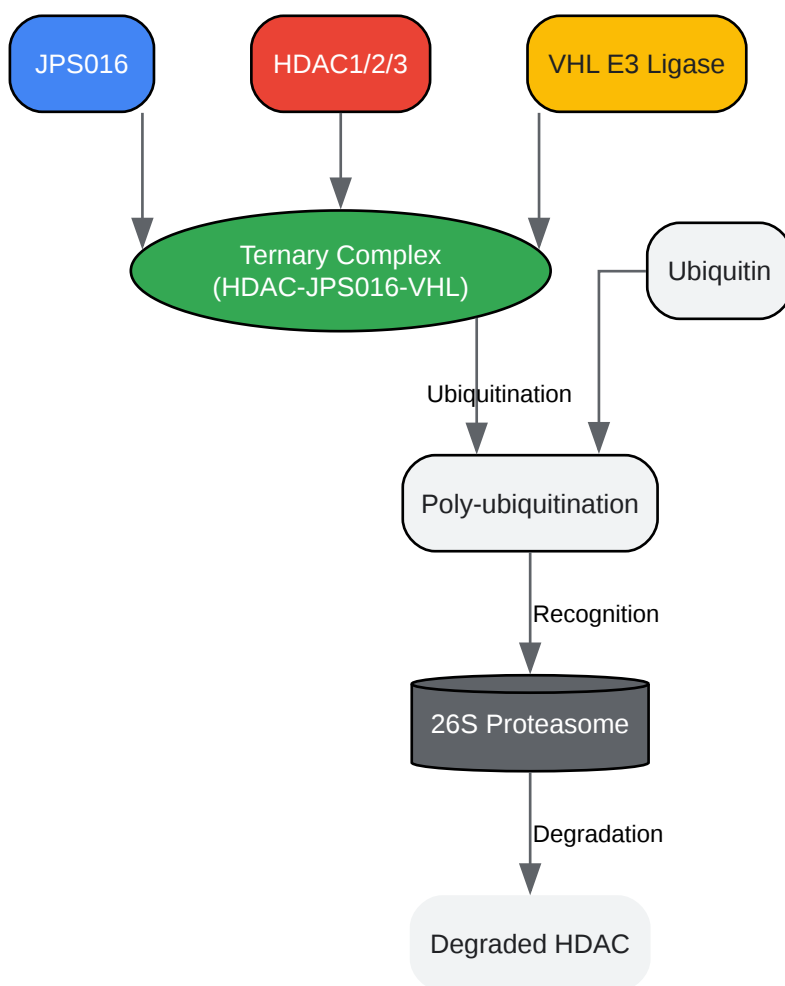 JPS016
HDAC1/2/3
VHL E3 Ligase
Ternary Complex
(HDAC-JPS016-VHL)
Ubiquitin
Ubiquitination
Poly-ubiquitination
Recognition
26S Proteasome
Degradation
Degraded HDAC